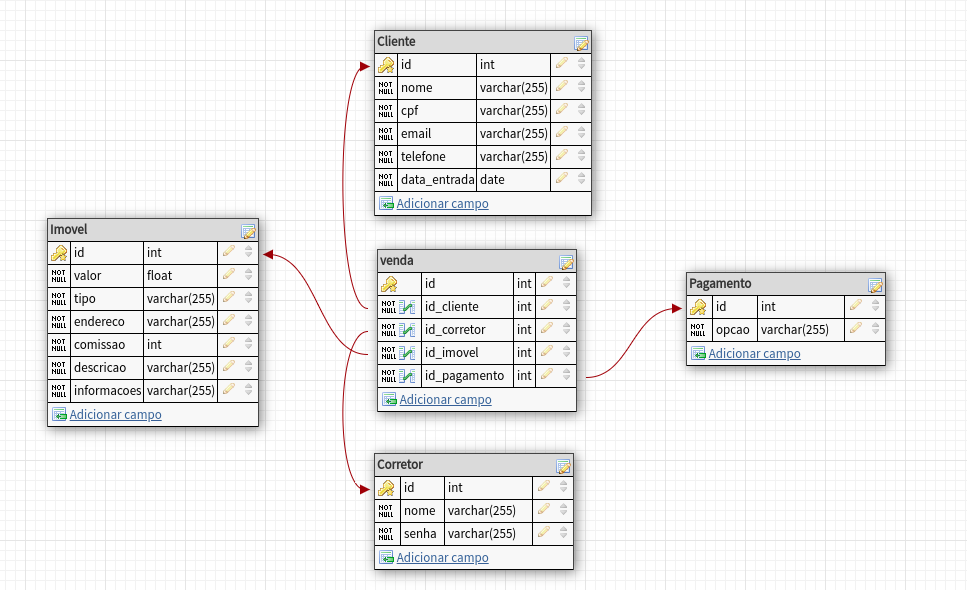 Cliente
id int
NOT NULL nome varchar(255)
NOT NULL cpf varchar(255)
NOT NULL email varchar(255)
NOT NULL telefone varchar(255)
NOT NULL data_entrada date
Adicionar campo
Imovel
id int
NOT NULL valor float
NOT NULL tipo varchar(255)
NOT NULL endereco varchar(255)
NOT NULL comissao int
NOT NULL descricao varchar(255)
NOT NULL informacoes varchar(255)
Adicionar campo
venda
id int
NOT NULL id_cliente int
NOT NULL id_corretor int
NOT NULL id_imovel int
NOT NULL id_pagamento int
Adicionar campo
Pagamento
id int
NOT NULL opcao varchar(255)
Adicionar campo
Corretor
id int
NOT NULL nome varchar(255)
NOT NULL senha varchar(255)
Adicionar campo